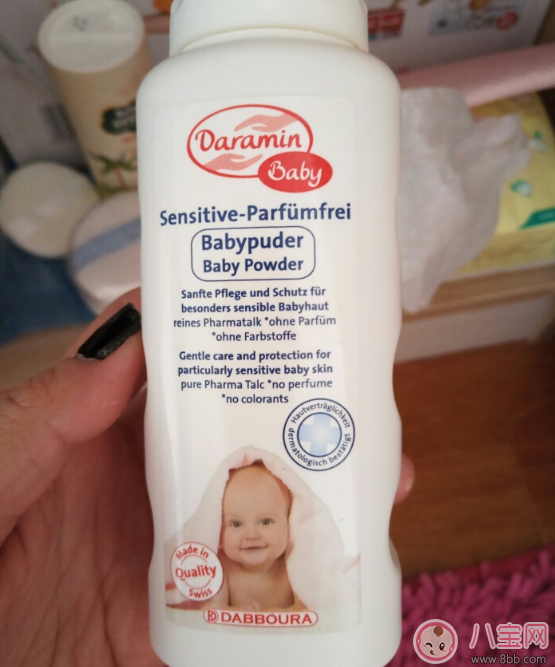 Daramin
Baby
Sensitive-Parfümfrei
Babypuder
Baby Powder
Sanfte Pflege und Schutz für
besonders sensible Babyhaut
reines Pharmatalk *ohne Parfüm
*ohne Farbstoffe
Gentle care and protection for
particularly sensitive baby skin
pure Pharma Talc *no perfume
*no colorants
Hautverträglichkeit
dermatologisch bestätigt
Made in
Quality
Swiss
DABBOURA
八宝网
www.8bb.com